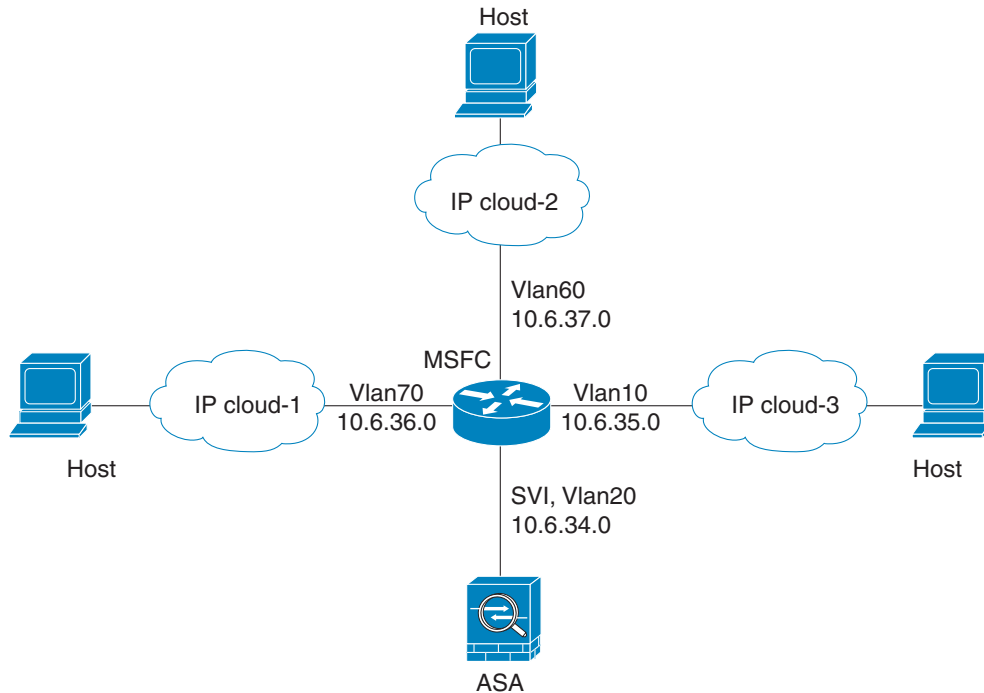 Host
IP cloud-2
Vlan60
10.6.37.0
MSFC
IP cloud-1
Vlan70
10.6.36.0
Vlan10
10.6.35.0
IP cloud-3
Host
Host
SVI, Vlan20
10.6.34.0
ASA